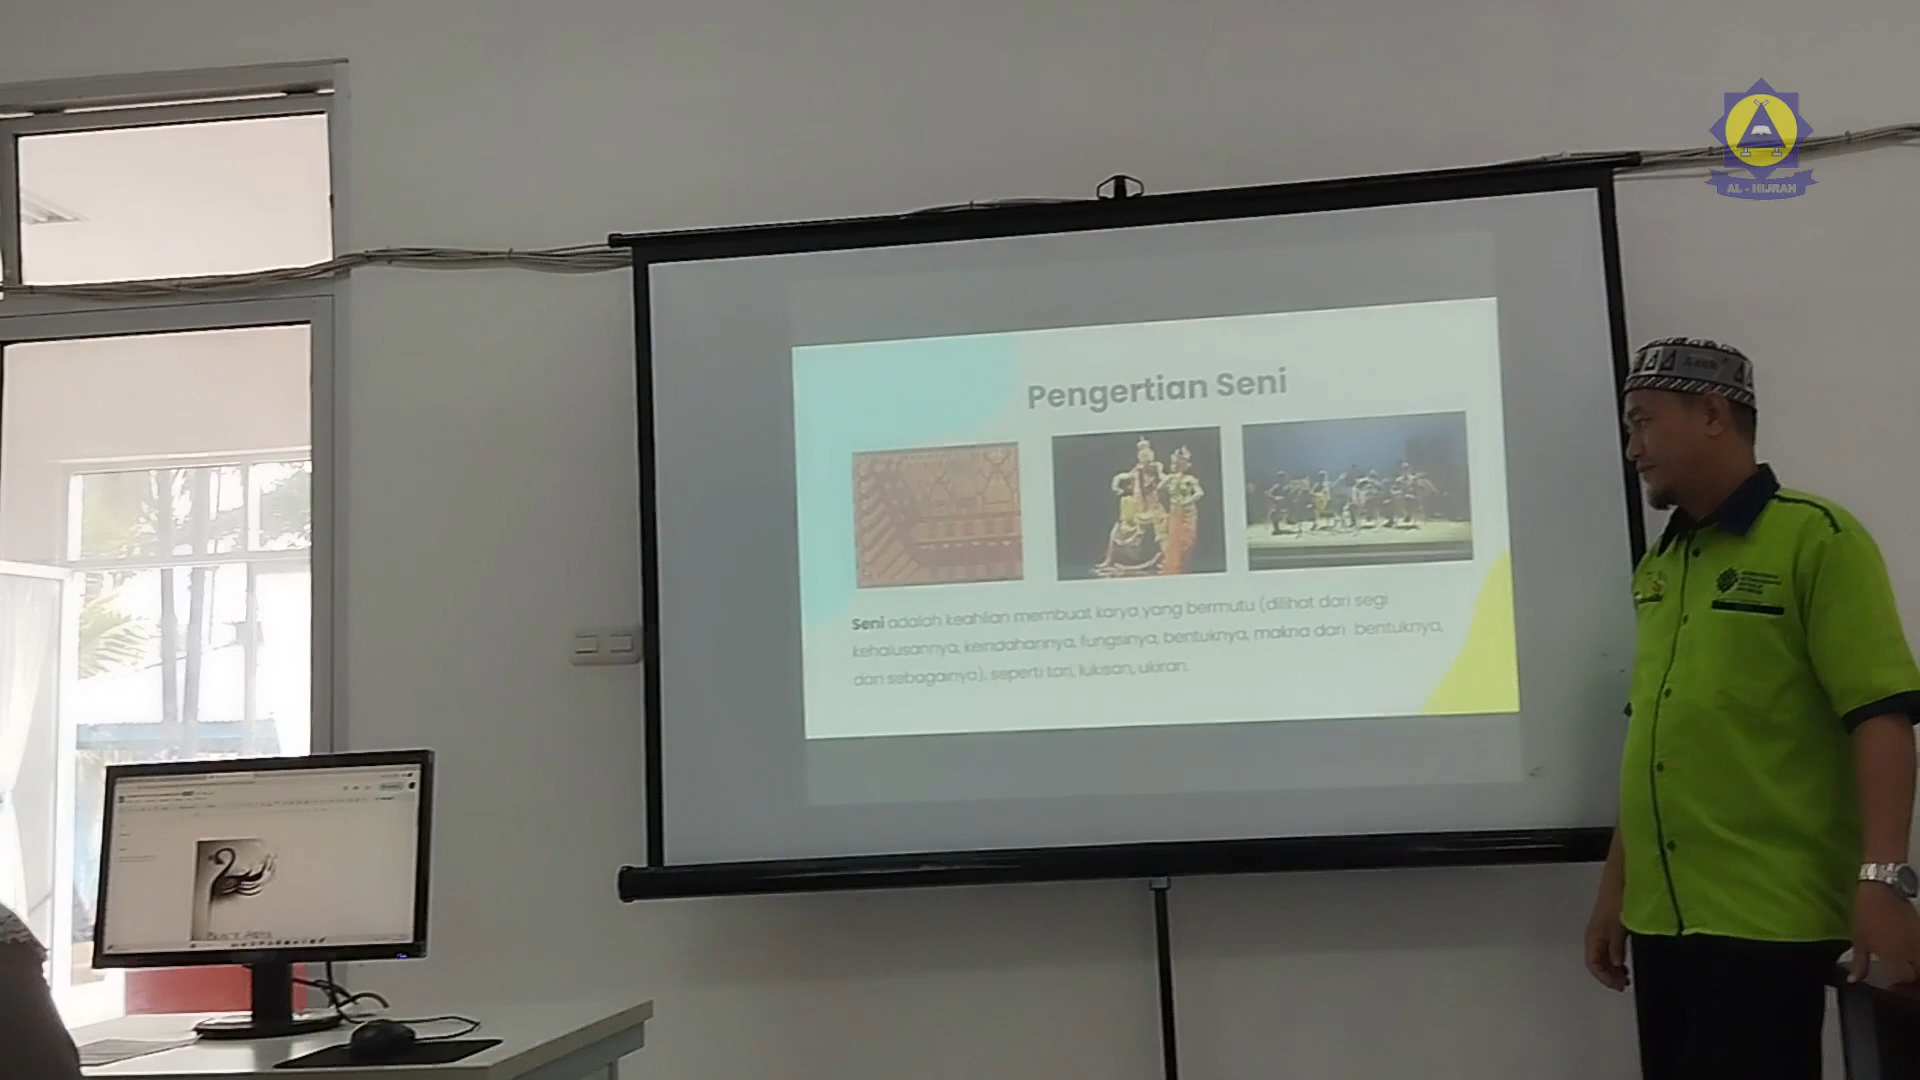 AL - HIJRAH
Pengertian Seni
Seni adalah keahlian membuat karya yang bermutu (dilihat dari segi
kehalusannya, keindahannya, fungsinya, bentuknya, makna dari bentuknya,
dan sebagainya), seperti tari, lukisan, ukiran.
Aceh